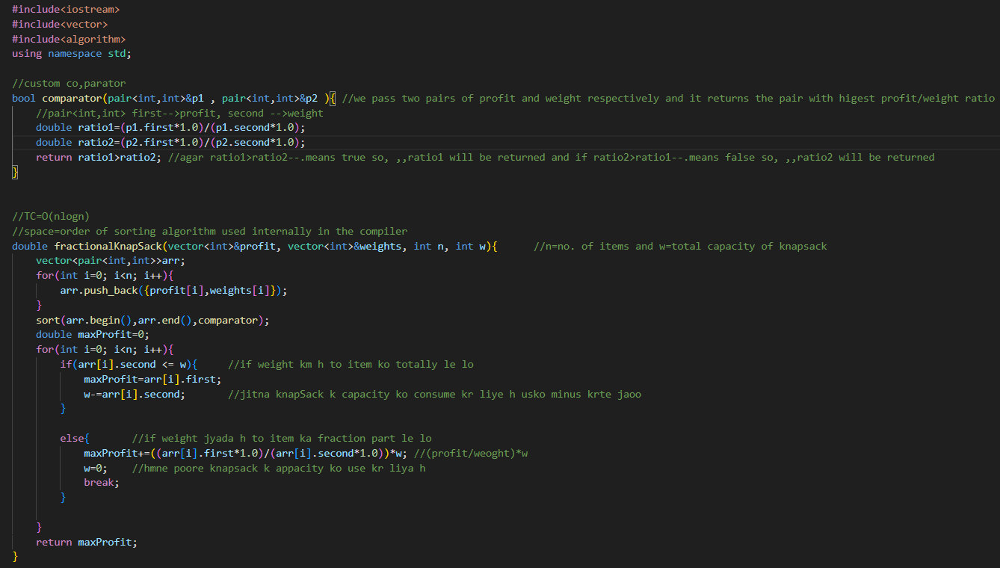 #include<iostream>
#include<vector>
#include<algorithm>
using namespace std;
//custom co,parator
bool comparator(pair<int,int>&p1 , pair<int,int>&p2 ){ //we pass two pairs of profit and weight respectively and it returns the pair with higest profit/weight ratio
//pair<int,int> first-->profit, second -->weight
double ratio1=(p1.first*1.0)/(p1.second*1.0);
double ratio2=(p2.first*1.0)/(p2.second*1.0);
return ratio1>ratio2; //agar ratio1>ratio2--.means true so, ,,ratio1 will be returned and if ratio2>ratio1--.means false so, ,,ratio2 will be returned
}
//TC=O(nlogn)
//space=order of sorting algorithm used internally in the compiler
double fractionalKnapSack(vector<int>&profit, vector<int>&weights, int n, int w){ //n=no. of items and w=total capacity of knapsack
vector<pair<int,int>>arr;
for(int i=0; i<n; i++){
arr.push_back({profit[i],weights[i]});
}
sort(arr.begin(),arr.end(),comparator);
double maxProfit=0;
for(int i=0; i<n; i++){
if(arr[i].second <= w){ //if weight km h to item ko totally le lo
maxProfit=arr[i].first;
w-=arr[i].second; //jitna knapSack k capacity ko consume kr liye h usko minus krte jaoo
}
else{ //if weight jyada h to item ka fraction part le lo
maxProfit+=((arr[i].first*1.0)/(arr[i].second*1.0))*w; //(profit/weoght)*w
w=0; //hmne poore knapsack k appacity ko use kr liya h
break;
}
}
return maxProfit;
}